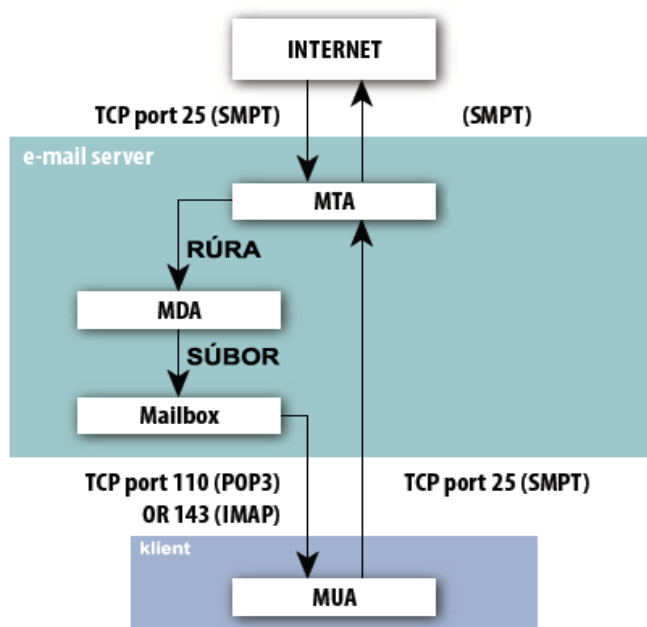 INTERNET
TCP port 25 (SMPT)
(SMPT)
e-mail server
MTA
RÚRA
MDA
SÚBOR
Mailbox
TCP port 110 (POP3)
OR 143 (IMAP)
TCP port 25 (SMPT)
klient
MUA